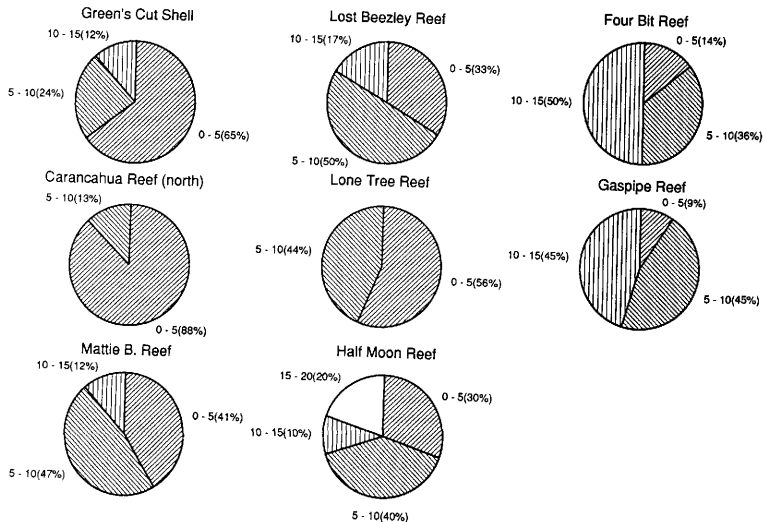 Green's Cut Shell
10 - 15(12%)
5 - 10(24%)
0 - 5(65%)
Lost Beezley Reef
10 - 15(17%)
0 - 5(33%)
5 - 10(50%)
Four Bit Reef
0 - 5(14%)
10 - 15(50%)
5 - 10(36%)
Carancahua Reef (north)
5 - 10(13%)
0 - 5(88%)
Lone Tree Reef
5 - 10(44%)
0 - 5(56%)
Gaspipe Reef
0 - 5(9%)
10 - 15(45%)
5 - 10(45%)
Mattie B. Reef
10 - 15(12%)
0 - 5(41%)
5 - 10(47%)
Half Moon Reef
15 - 20(20%)
0 - 5(30%)
10 - 15(10%)
5 - 10(40%)